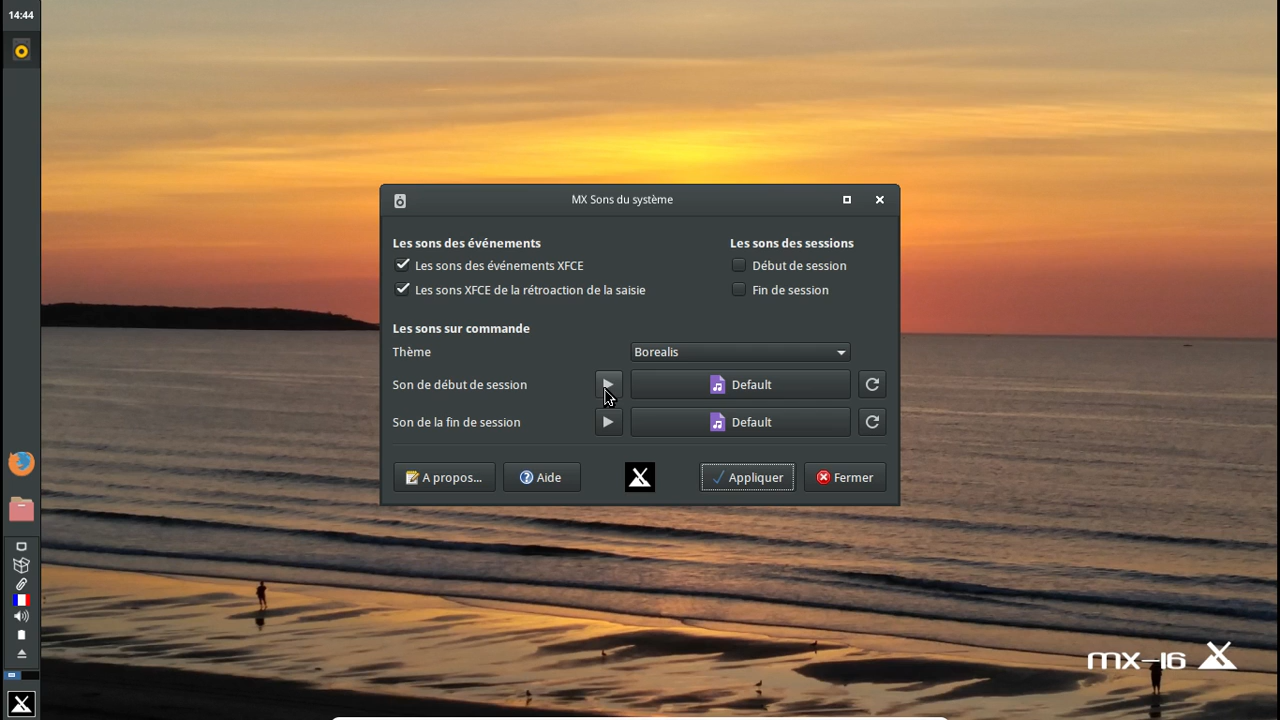 14:44
MX Sons du système
Les sons des événements
Les sons des sessions
Les sons des événements XFCE
Début de session
Les sons XFCE de la rétroaction de la saisie
Fin de session
Les sons sur commande
Thème
Borealis
Son de début de session
Default
Son de la fin de session
Default
A propos...
Aide
Appliquer
Fermer
mx-16